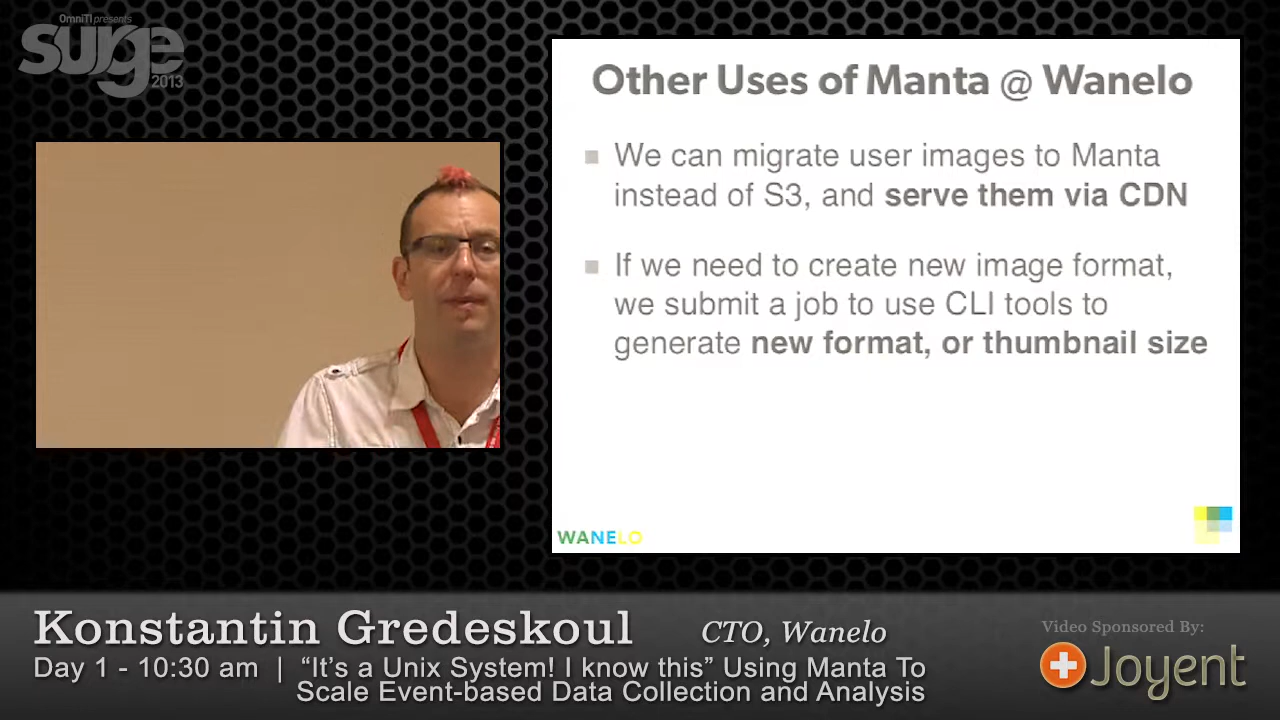 OmniTI presents
surge
2013
Other Uses of Manta @ Wanelo
We can migrate user images to Manta
instead of S3, and serve them via CDN
If we need to create new image format,
we submit a job to use CLI tools to
generate new format, or thumbnail size
WANELO
Konstantin Gredeskoul
CTO, Wanelo
Day 1 - 10:30 am | “It’s a Unix System! I know this” Using Manta To
Scale Event-based Data Collection and Analysis
Video Sponsored By:
Joyent